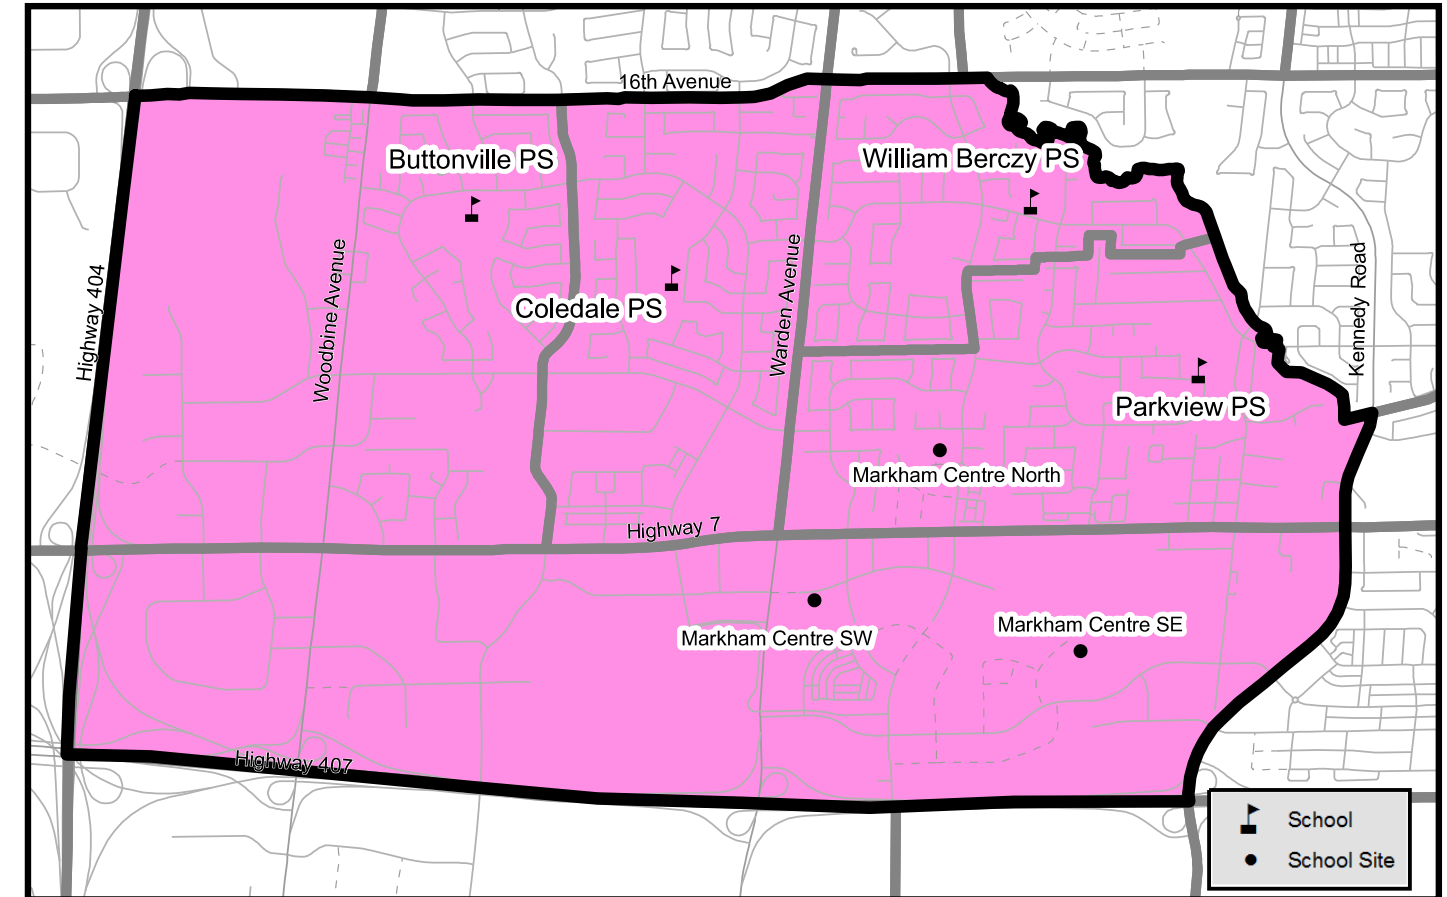 16th Avenue
Buttonville PS
William Berczy PS
Highway 404
Woodbine Avenue
Warden Avenue
Kennedy Road
Coledale PS
Parkview PS
Markham Centre North
Highway 7
Markham Centre SW
Markham Centre SE
Highway 407
School
School Site